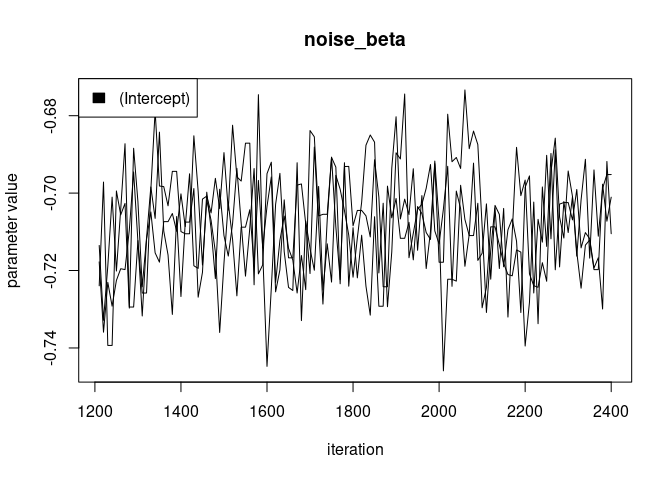 noise_beta
(Intercept)
parameter value
-0.68
-0.70
-0.72
-0.74
1200 1400 1600 1800 2000 2200 2400
iteration